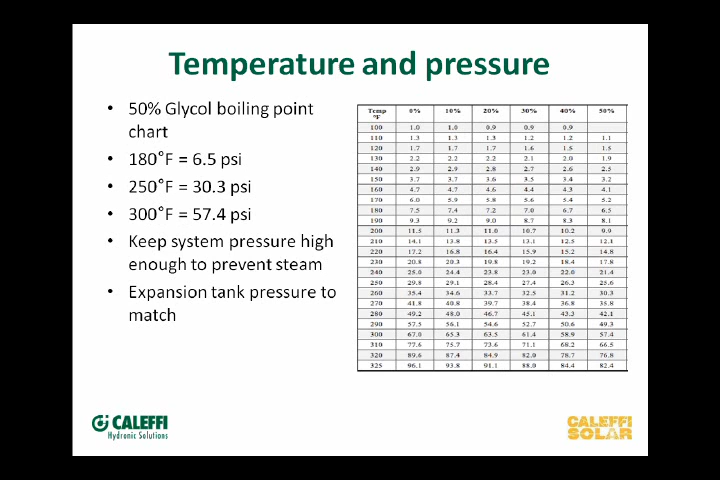 Temperature and pressure
• 50% Glycol boiling point
chart
• 180°F = 6.5 psi
• 250°F = 30.3 psi
• 300°F = 57.4 psi
• Keep system pressure high
enough to prevent steam
• Expansion tank pressure to
match
Temp °F 0% 10% 20% 30% 40% 50%
100 1.0 1.0 0.9 0.9 0.9
110 1.3 1.3 1.3 1.2 1.2 1.1
120 1.7 1.7 1.7 1.6 1.5 1.5
130 2.2 2.2 2.2 2.1 2.0 1.9
140 2.9 2.9 2.8 2.7 2.6 2.5
150 3.7 3.7 3.6 3.5 3.4 3.2
160 4.7 4.7 4.6 4.4 4.3 4.1
170 6.0 5.9 5.8 5.6 5.4 5.2
180 7.5 7.4 7.2 7.0 6.7 6.5
190 9.3 9.2 9.0 8.7 8.3 8.1
200 11.5 11.3 11.0 10.7 10.2 9.9
210 14.1 13.8 13.5 13.1 12.5 12.1
220 17.2 16.8 16.4 15.9 15.2 14.8
230 20.8 20.3 19.8 19.2 18.4 17.8
240 25.0 24.4 23.8 23.0 22.0 21.4
250 29.8 29.1 28.4 27.4 26.3 25.6
260 35.4 34.6 33.7 32.5 31.2 30.3
270 41.8 40.8 39.7 38.4 36.8 35.8
280 49.2 48.0 46.7 45.1 43.3 42.1
290 57.5 56.1 54.6 52.7 50.6 49.3
300 67.0 65.3 63.5 61.4 58.9 57.4
310 77.6 75.7 73.6 71.1 68.2 66.5
320 89.6 87.4 84.9 82.0 78.7 76.8
325 96.1 93.8 91.1 88.0 84.4 82.4
CALEFFI
Hydronic Solutions
CALEFFI
SOLAR